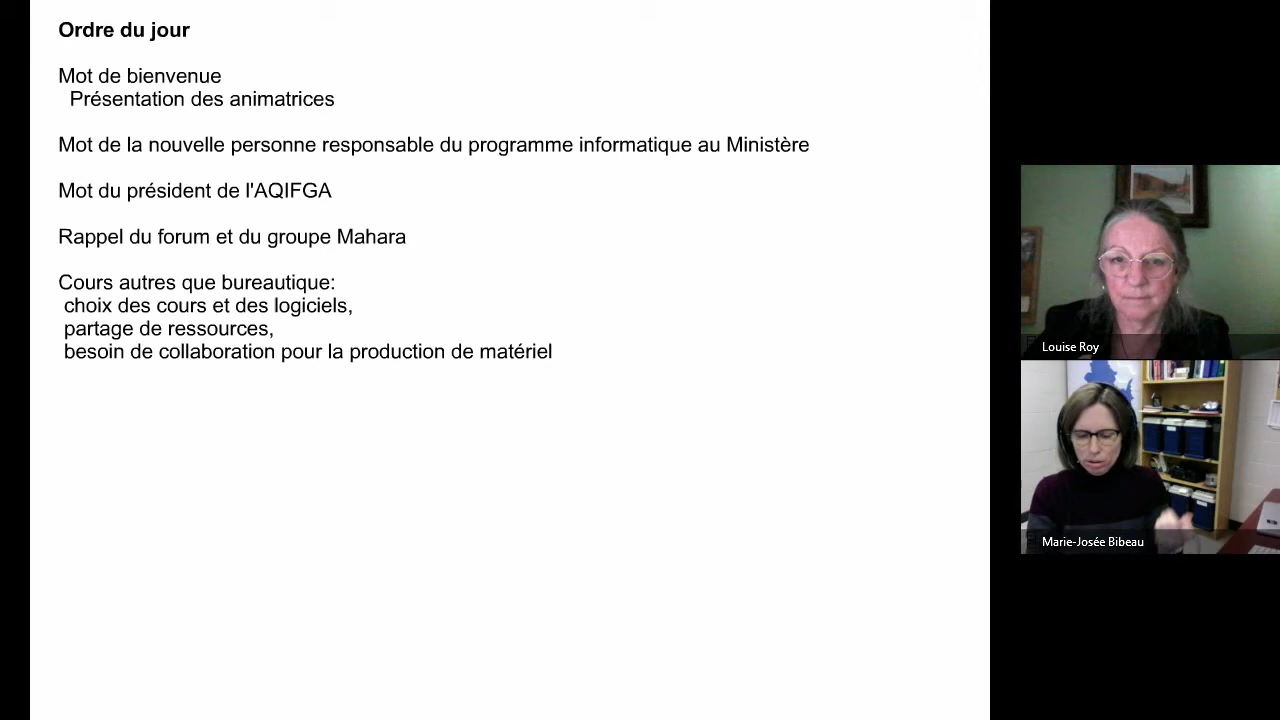 Ordre du jour
Mot de bienvenue
Présentation des animatrices
Mot de la nouvelle personne responsable du programme informatique au Ministère
Mot du président de l'AQIFGA
Rappel du forum et du groupe Mahara
Cours autres que bureautique:
choix des cours et des logiciels,
partage de ressources,
besoin de collaboration pour la production de matériel
Louise Roy
Marie-Josée Bibeau